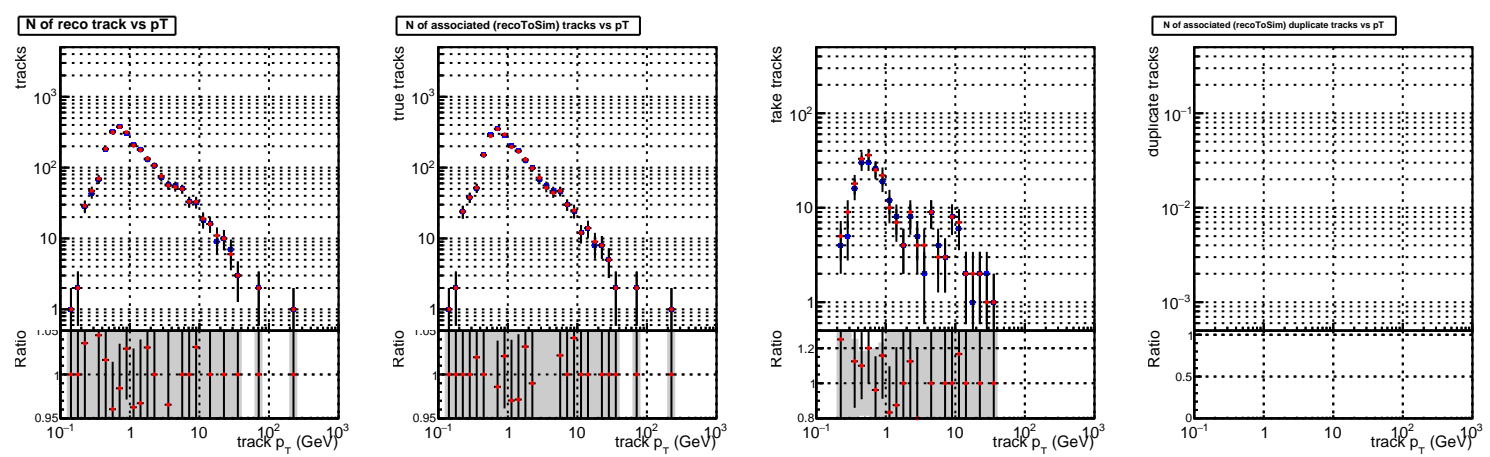 N of reco track vs pT
tracks
10³
10²
10
1
Ratio
1.05
1
0.95
10⁻¹ 1 10 10² 10³
track p_T (GeV)
N of associated (recoToSim) tracks vs pT
true tracks
10³
10²
10
1
Ratio
1.05
1
0.95
10⁻¹ 1 10 10² 10³
track p_T (GeV)
fake tracks
10²
10
1
Ratio
1.2
1
0.8
10⁻¹ 1 10 10² 10³
track p_T (GeV)
N of associated (recoToSim) duplicate tracks vs pT
duplicate tracks
10⁻¹
10⁻²
10⁻³
Ratio
1
0.5
0
10⁻¹ 1 10 10² 10³
track p_T (GeV)